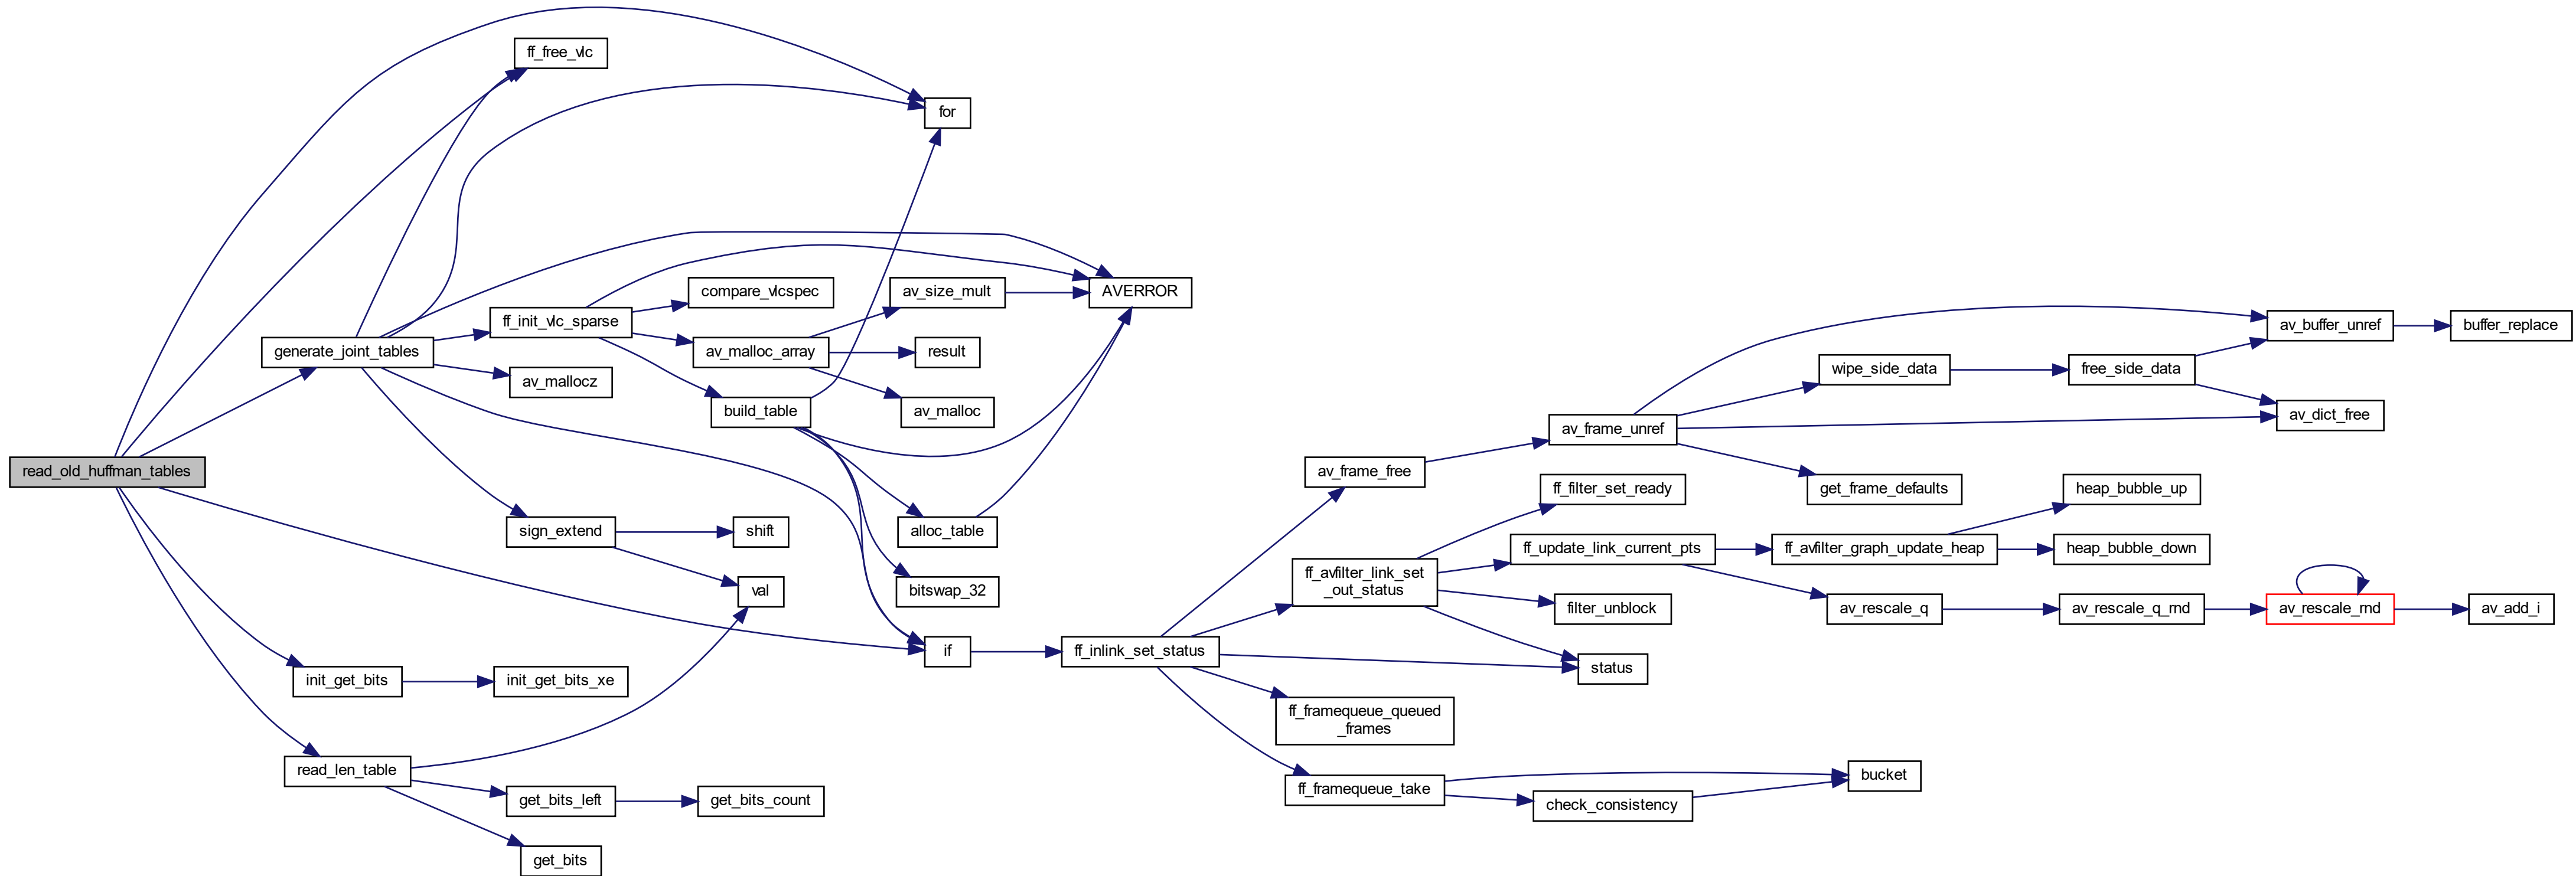 read_old_huffman_tables
ff_free_vlc
for
generate_joint_tables
ff_init_vlc_sparse
compare_vlcspec
av_size_mult
AVERROR
av_malloc_array
result
av_mallocz
build_table
av_malloc
sign_extend
shift
alloc_table
val
bitswap_32
if
init_get_bits
init_get_bits_xe
read_len_table
get_bits_left
get_bits_count
get_bits
ff_inlink_set_status
av_frame_free
av_frame_unref
wipe_side_data
free_side_data
av_buffer_unref
buffer_replace
av_dict_free
get_frame_defaults
ff_avfilter_link_set
_out_status
ff_filter_set_ready
ff_update_link_current_pts
ff_avfilter_graph_update_heap
heap_bubble_up
heap_bubble_down
filter_unblock
av_rescale_q
av_rescale_q_rnd
av_rescale_rnd
av_add_i
status
ff_framequeue_queued
_frames
ff_framequeue_take
check_consistency
bucket